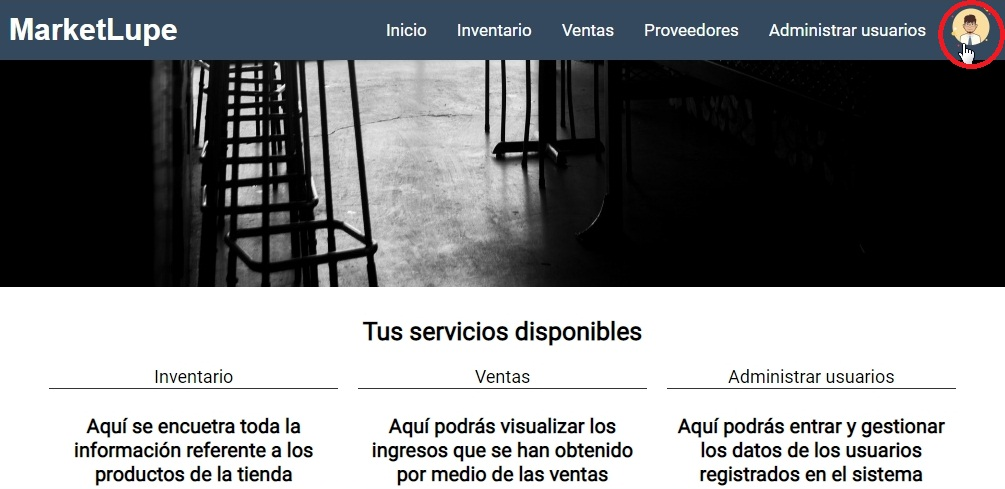 MarketLupe
Inicio Inventario Ventas Proveedores Administrar usuarios
Tus servicios disponibles
Inventario
Aquí se encuetra toda la
información referente a los
productos de la tienda
Ventas
Aquí podrás visualizar los
ingresos que se han obtenido
por medio de las ventas
Administrar usuarios
Aquí podrás entrar y gestionar
los datos de los usuarios
registrados en el sistema